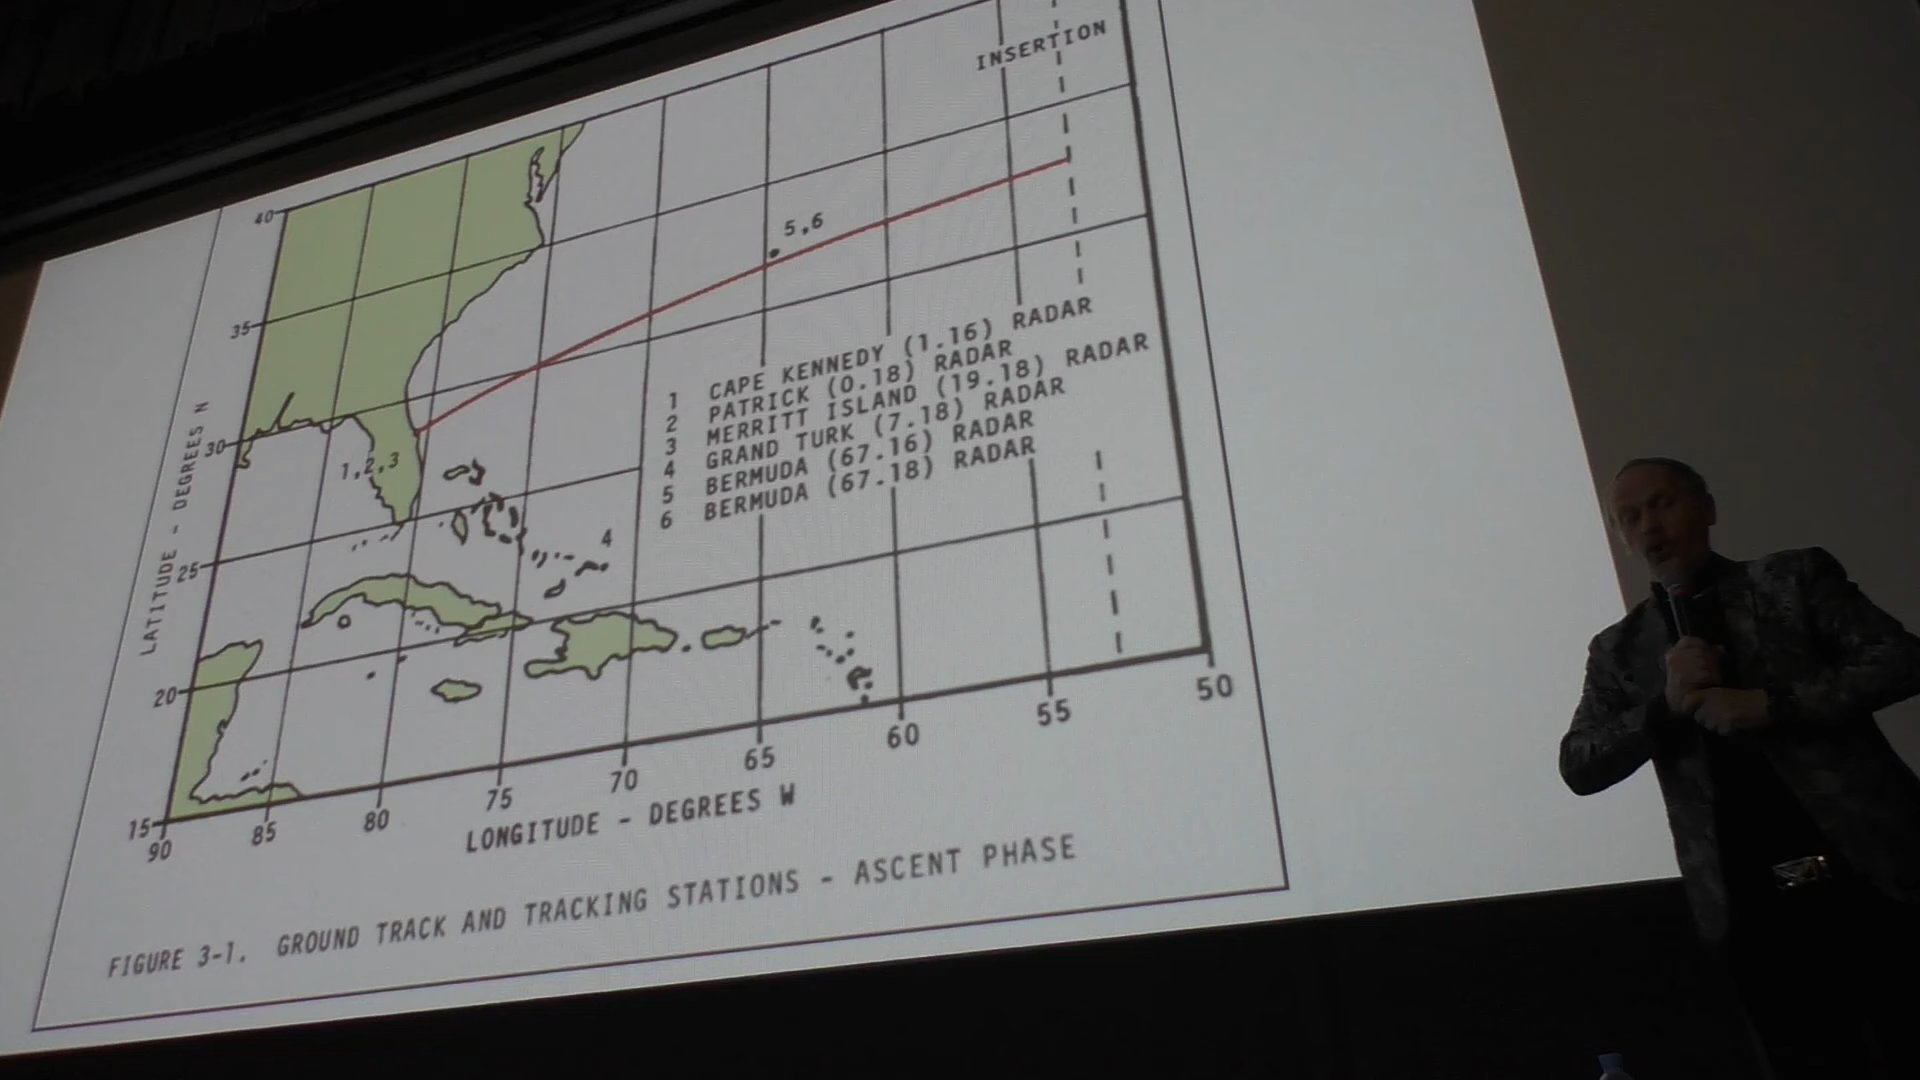 INSERTION
40
5,6
35
LATITUDE - DEGREES N
30
1,2,3
25
4
20
15
1 CAPE KENNEDY (1.16) RADAR
2 PATRICK (0.18) RADAR
3 MERRITT ISLAND (19.18) RADAR
4 GRAND TURK (7.18) RADAR
5 BERMUDA (67.16) RADAR
6 BERMUDA (67.18) RADAR
90 85 80 75 70 65 60 55 50
LONGITUDE - DEGREES W
FIGURE 3-1. GROUND TRACK AND TRACKING STATIONS - ASCENT PHASE